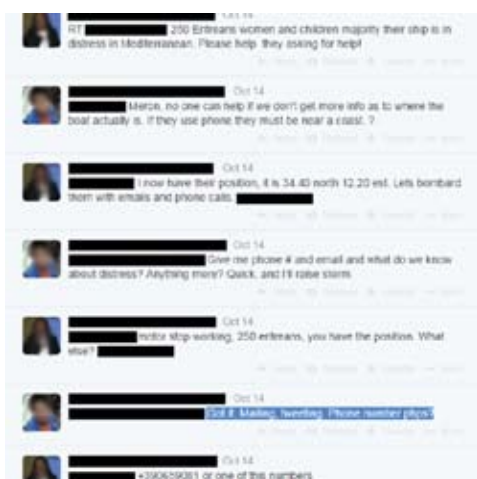 Oct 14
RT 250 Eritreans women and children majority their ship is in
distress in Mediterranean. Please help they asking for help!
Oct 14
Meron, no one can help if we don't get more info as to where the
boat actually is. If they use phone they must be near a coast. ?
Oct 14
I now have their position, it is 34.40 north 12.20 est. Lets bombard
them with emails and phone calls.
Oct 14
Give me phone # and email and what do we know
about distress? Anything more? Quick, and I'll raise storm.
Oct 14
motor stop working, 250 eritreans, you have the position. What
else?
Oct 14
Got it. Mailing, tweeting. Phone number
Oct 14
or one of this numbers